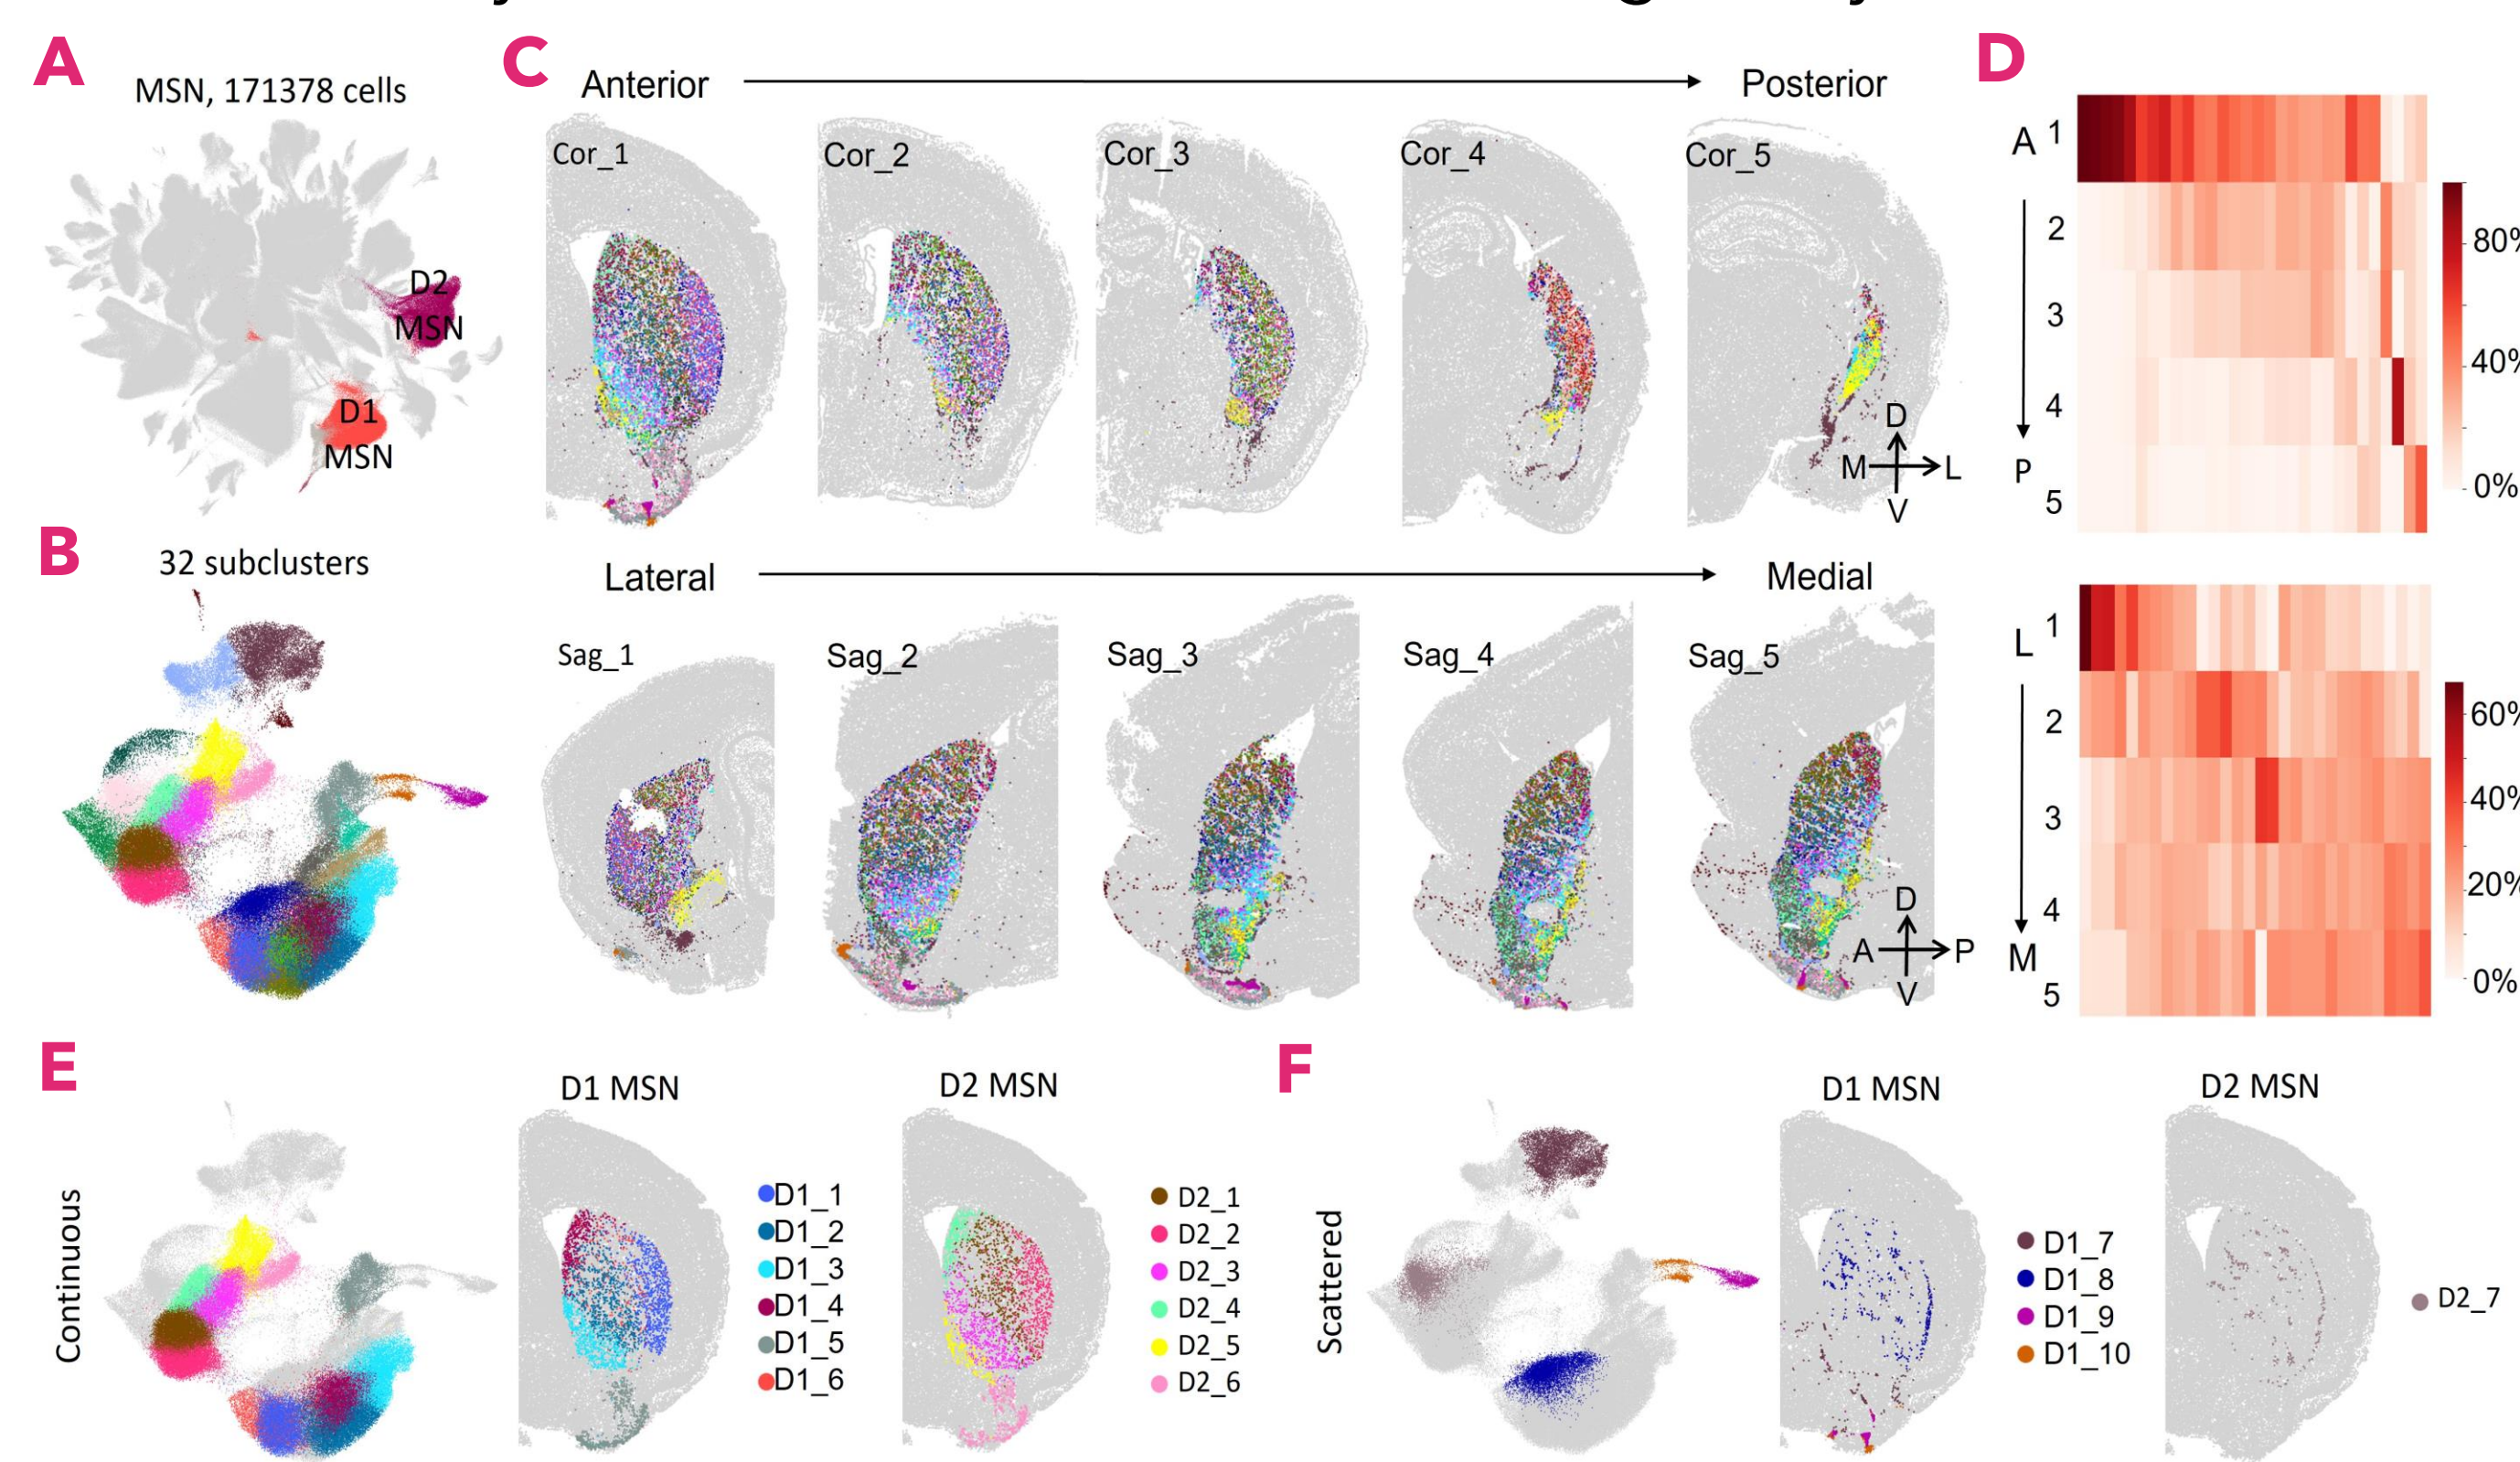 A
MSN, 171378 cells
D2
MSN
D1
MSN
B
32 subclusters
C
Anterior
Posterior
Cor_1
Cor_2
Cor_3
Cor_4
Cor_5
D
M
L
V
Lateral
Medial
Sag_1
Sag_2
Sag_3
Sag_4
Sag_5
D
A
P
V
D
A
1
2
3
4
P
5
80%
40%
0%
L
1
2
3
4
M
5
60%
40%
20%
0%
E
Continuous
D1 MSN
D1_1
D1_2
D1_3
D1_4
D1_5
D1_6
D2 MSN
D2_1
D2_2
D2_3
D2_4
D2_5
D2_6
F
Scattered
D1 MSN
D1_7
D1_8
D1_9
D1_10
D2 MSN
D2_7